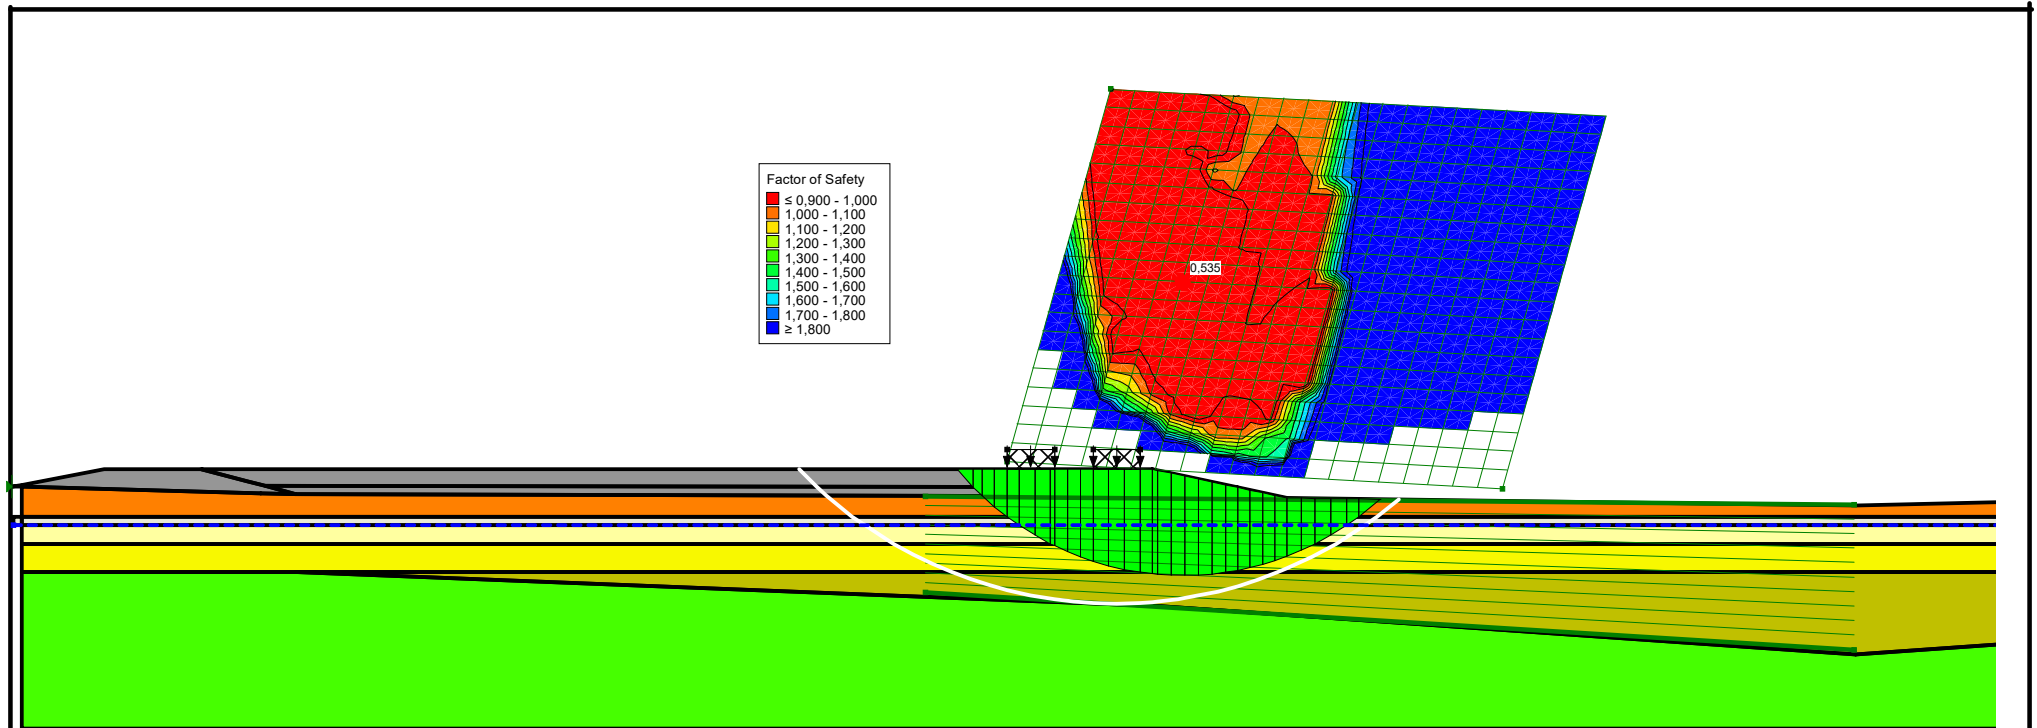 Factor of Safety
≤ 0,900 - 1,000
1,000 - 1,100
1,100 - 1,200
1,200 - 1,300
1,300 - 1,400
1,400 - 1,500
1,500 - 1,600
1,600 - 1,700
1,700 - 1,800
≥ 1,800
0,535